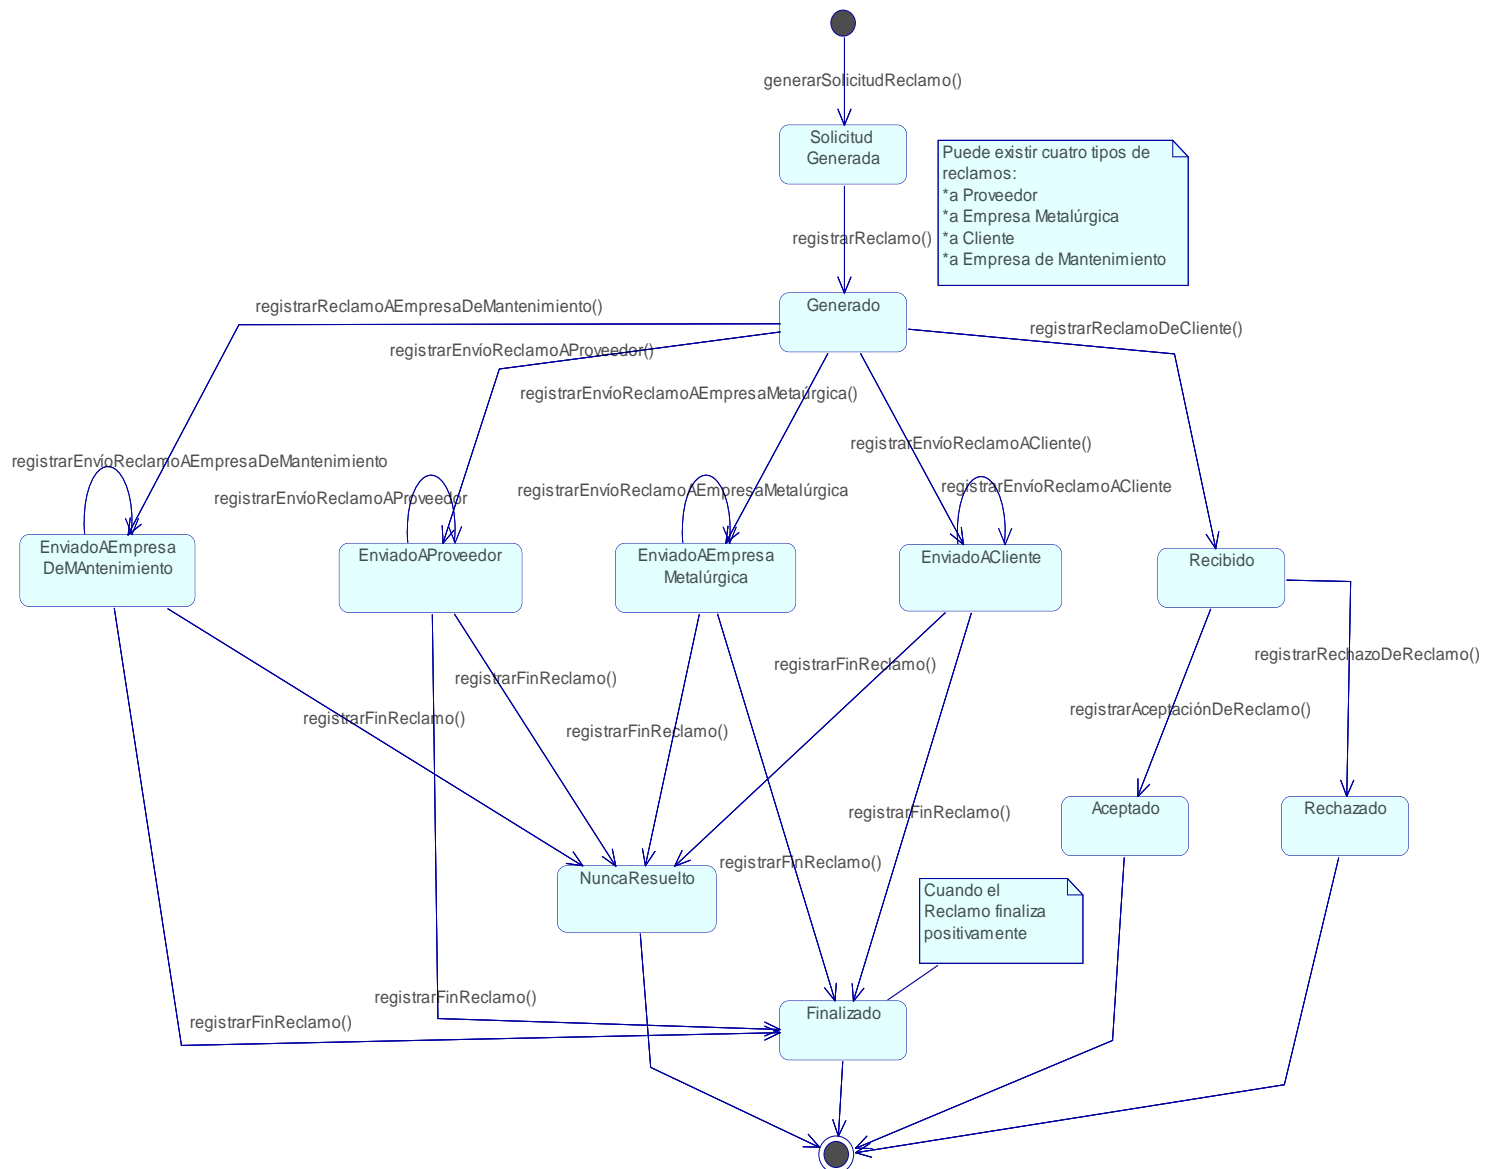 generarSolicitudReclamo()
Solicitud
Generada
Puede existir cuatro tipos de
reclamos:
*a Proveedor
*a Empresa Metalúrgica
*a Cliente
*a Empresa de Mantenimiento
registrarReclamo()
Generado
registrarReclamoAEmpresaDeMantenimiento()
registrarReclamoDeCliente()
registrarEnvíoReclamoAProveedor()
registrarEnvíoReclamoAEmpresaMetaúrgica()
registrarEnvíoReclamoACliente()
registrarEnvíoReclamoAEmpresaDeMantenimiento
registrarEnvíoReclamoAProveedor
registrarEnvíoReclamoAEmpresaMetalúrgica
registrarEnvíoReclamoACliente
EnviadoAEmpresa
DeMAntenimiento
EnviadoAProveedor
EnviadoAEmpresa
Metalúrgica
EnviadoACliente
Recibido
registrarRechazoDeReclamo()
registrarFinReclamo()
registrarFinReclamo()
registrarAceptaciónDeReclamo()
registrarFinReclamo()
registrarFinReclamo()
Aceptado
Rechazado
registrarFinReclamo()
registrarFinReclamo()
NuncaResuelto
Cuando el
Reclamo finaliza
positivamente
registrarFinReclamo()
registrarFinReclamo()
Finalizado